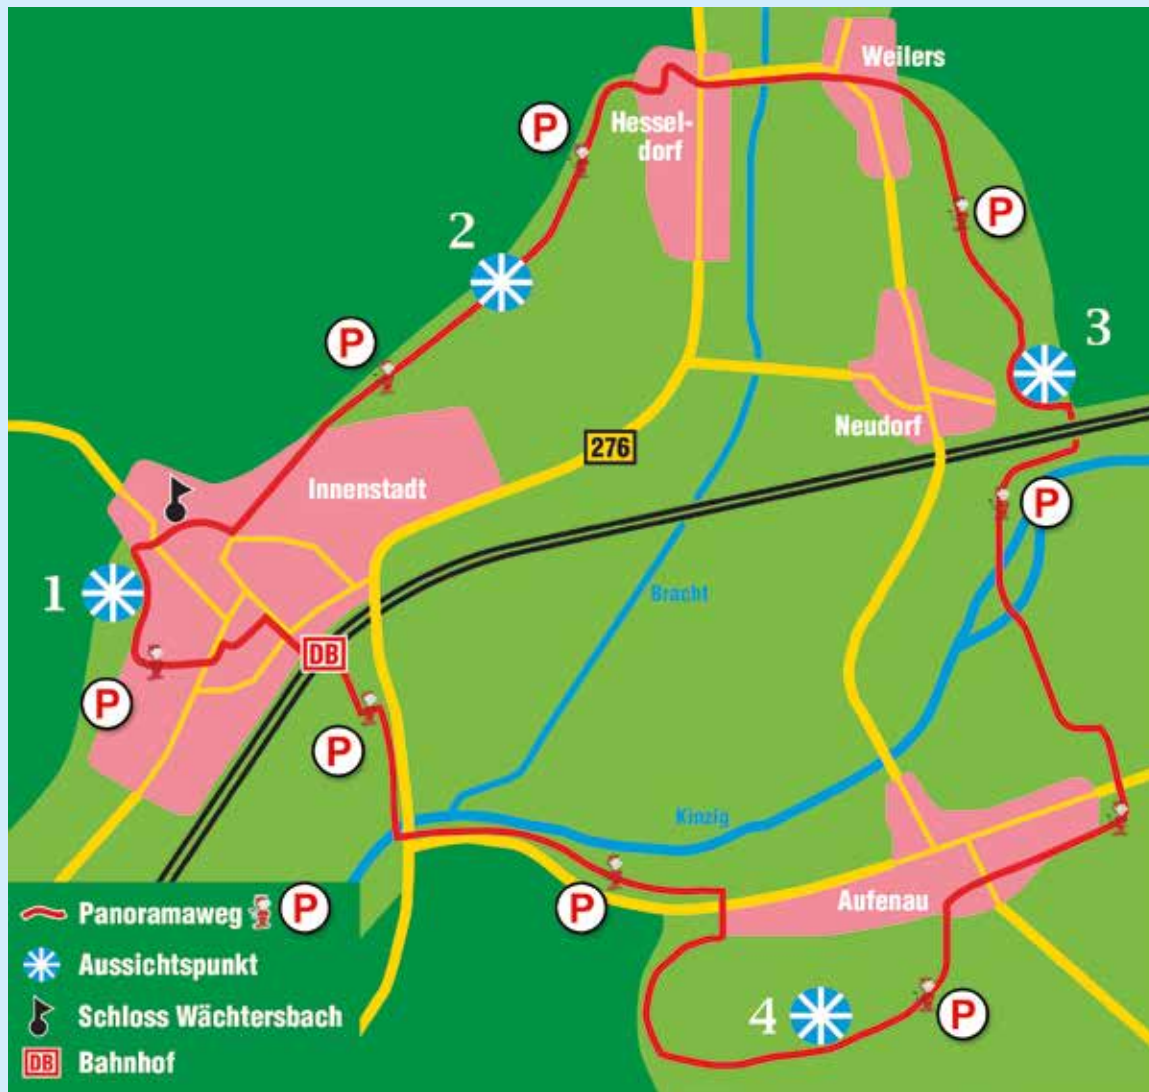 Weilers
P
Hessel-
dorf
P
2
3
P
Neudorf
276
Innenstadt
P
1
Bracht
DB
P
P
Kinzig
P
Aufenau
4
P
Panoramaweg P
Aussichtspunkt
Schloss Wächtersbach
DB Bahnhof